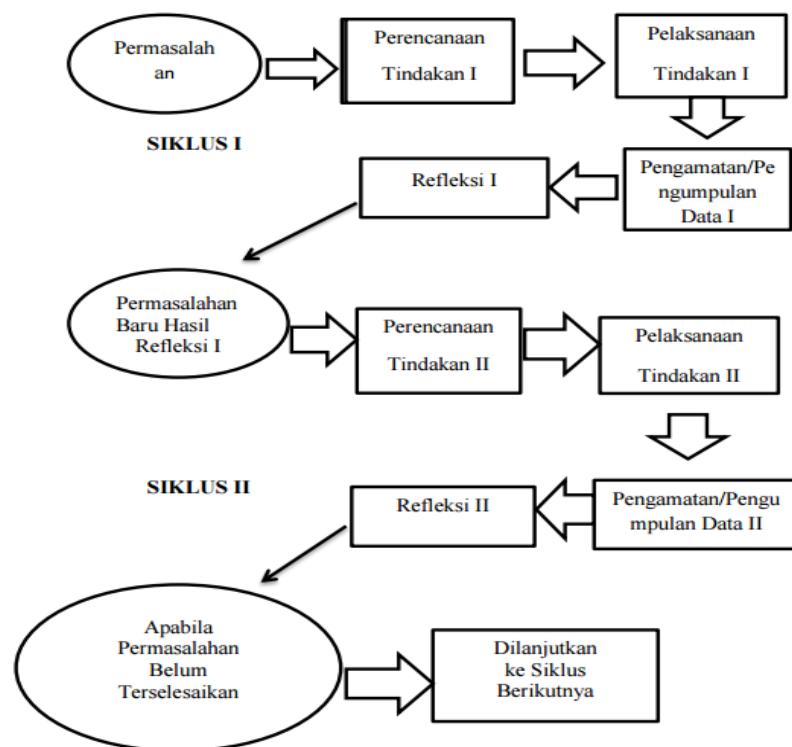 Permasalah
an
Perencanaan
Tindakan I
Pelaksanaan
Tindakan I
SIKLUS I
Refleksi I
Pengamatan/Pe
ngumpulan
Data I
Permasalahan
Baru Hasil
Refleksi I
Perencanaan
Tindakan II
Pelaksanaan
Tindakan II
SIKLUS II
Refleksi II
Pengamatan/Pengu
mpulan Data II
Apabila
Permasalahan
Belum
Terselesaikan
Dilanjutkan
ke Siklus
Berikutnya